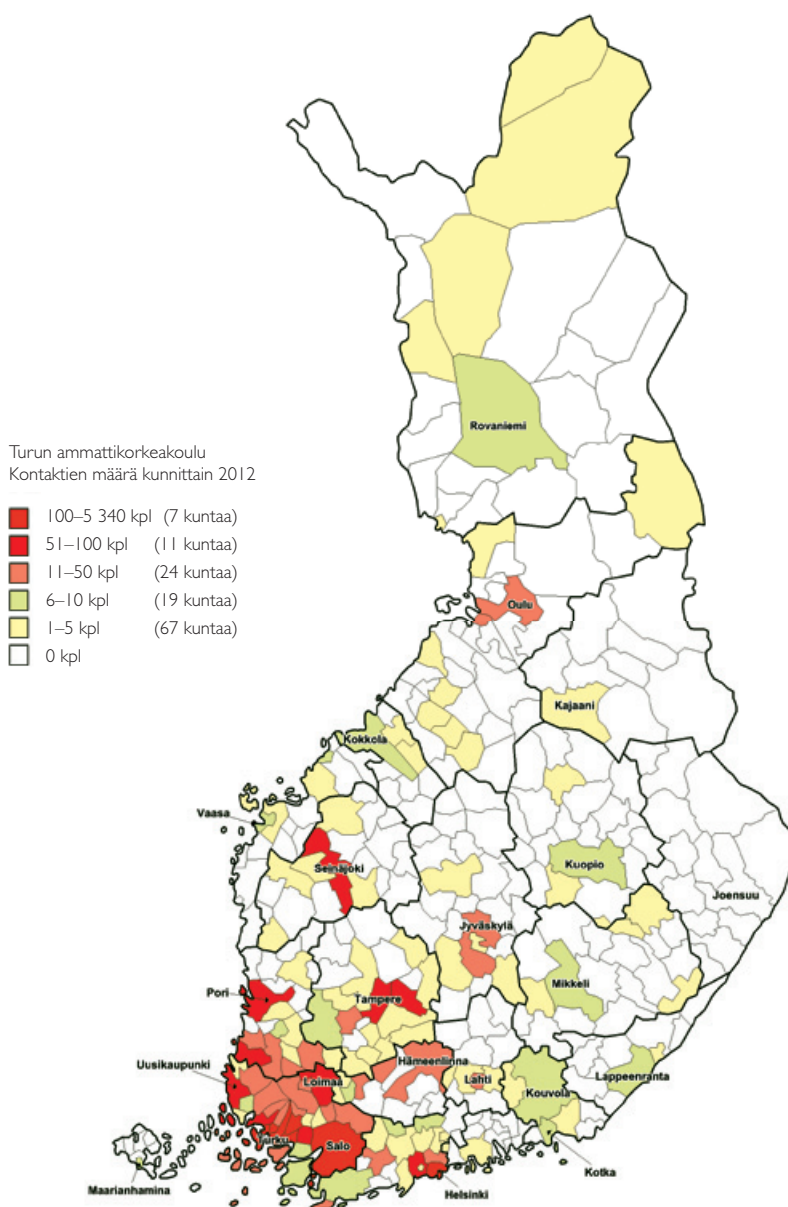 Turun ammattikorkeakoulu
Kontaktien määrä kunnittain 2012
100–5 340 kpl (7 kuntaa)
51–100 kpl (11 kuntaa)
11–50 kpl (24 kuntaa)
6–10 kpl (19 kuntaa)
1–5 kpl (67 kuntaa)
0 kpl
Rovaniemi
Oulu
Kajaani
Kokkola
Vaasa
Seinäjoki
Kuopio
Joensuu
Jyväskylä
Mikkeli
Pori
Tampere
Uusikaupunki
Hämeenlinna
Loimaa
Lahti
Kouvola
Lappeenranta
Turku
Salo
Kotka
Maarianhamina
Helsinki